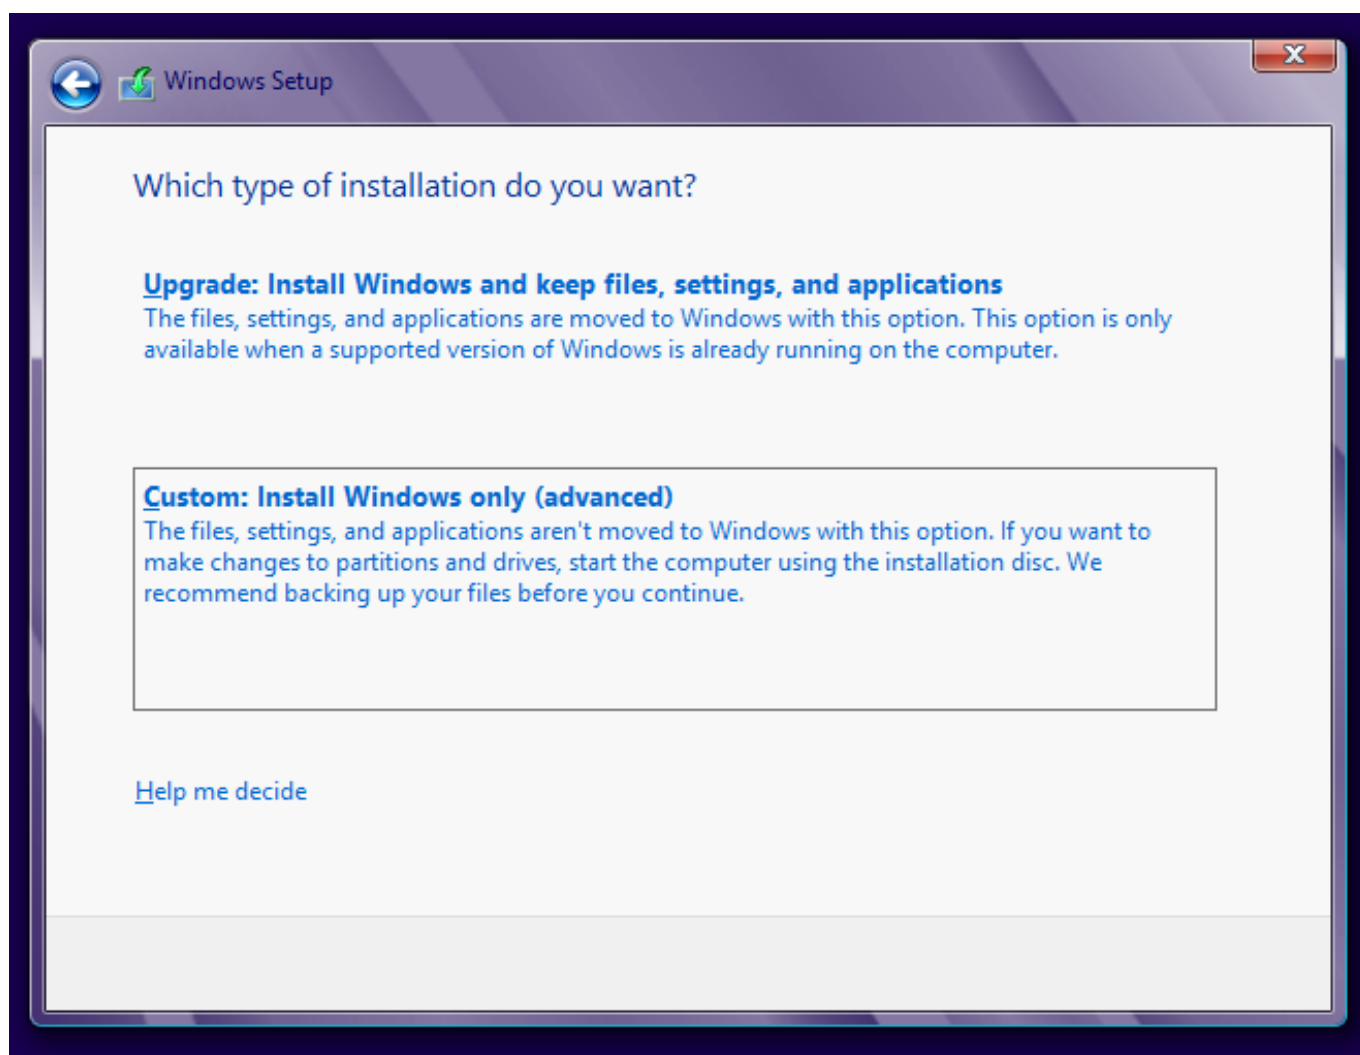 Windows Setup
Which type of installation do you want?
Upgrade: Install Windows and keep files, settings, and applications
The files, settings, and applications are moved to Windows with this option. This option is only
available when a supported version of Windows is already running on the computer.
Custom: Install Windows only (advanced)
The files, settings, and applications aren't moved to Windows with this option. If you want to
make changes to partitions and drives, start the computer using the installation disc. We
recommend backing up your files before you continue.
Help me decide